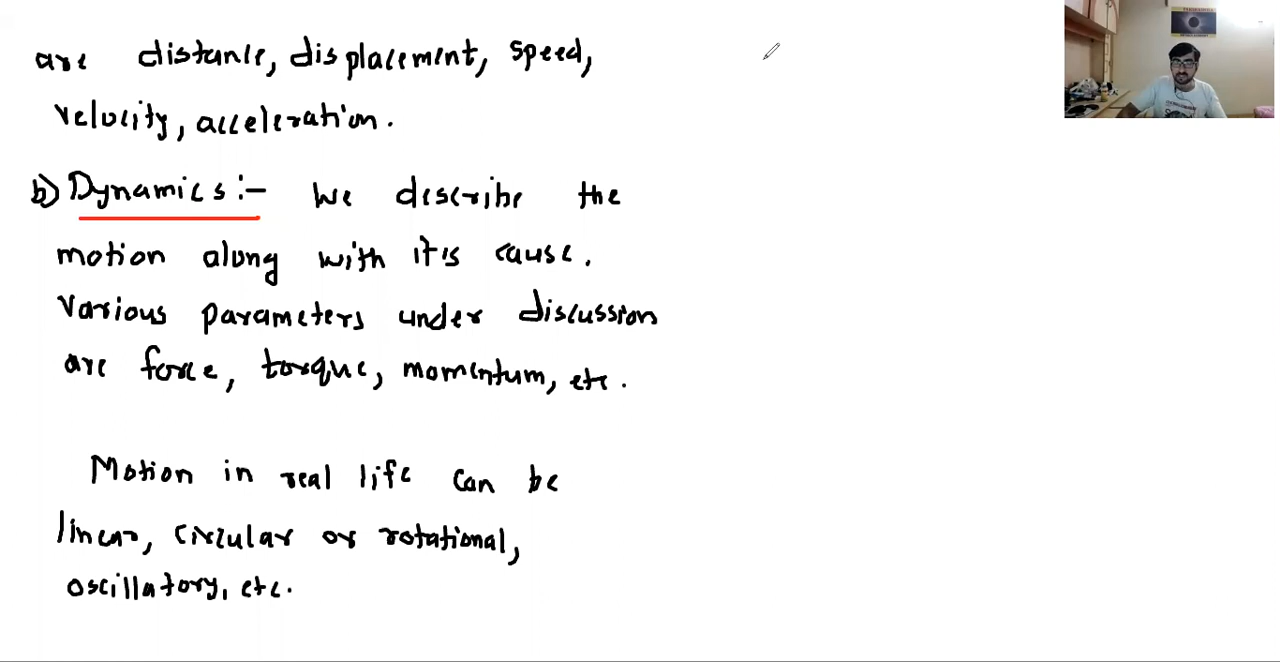 are distance, displacement, speed,
velocity, acceleration.
b) Dynamics :- We describe the
motion along with it's cause.
Various parameters under discussion
are force, torque, momentum, etc.
Motion in real life can be
linear, circular or rotational,
oscillatory, etc.